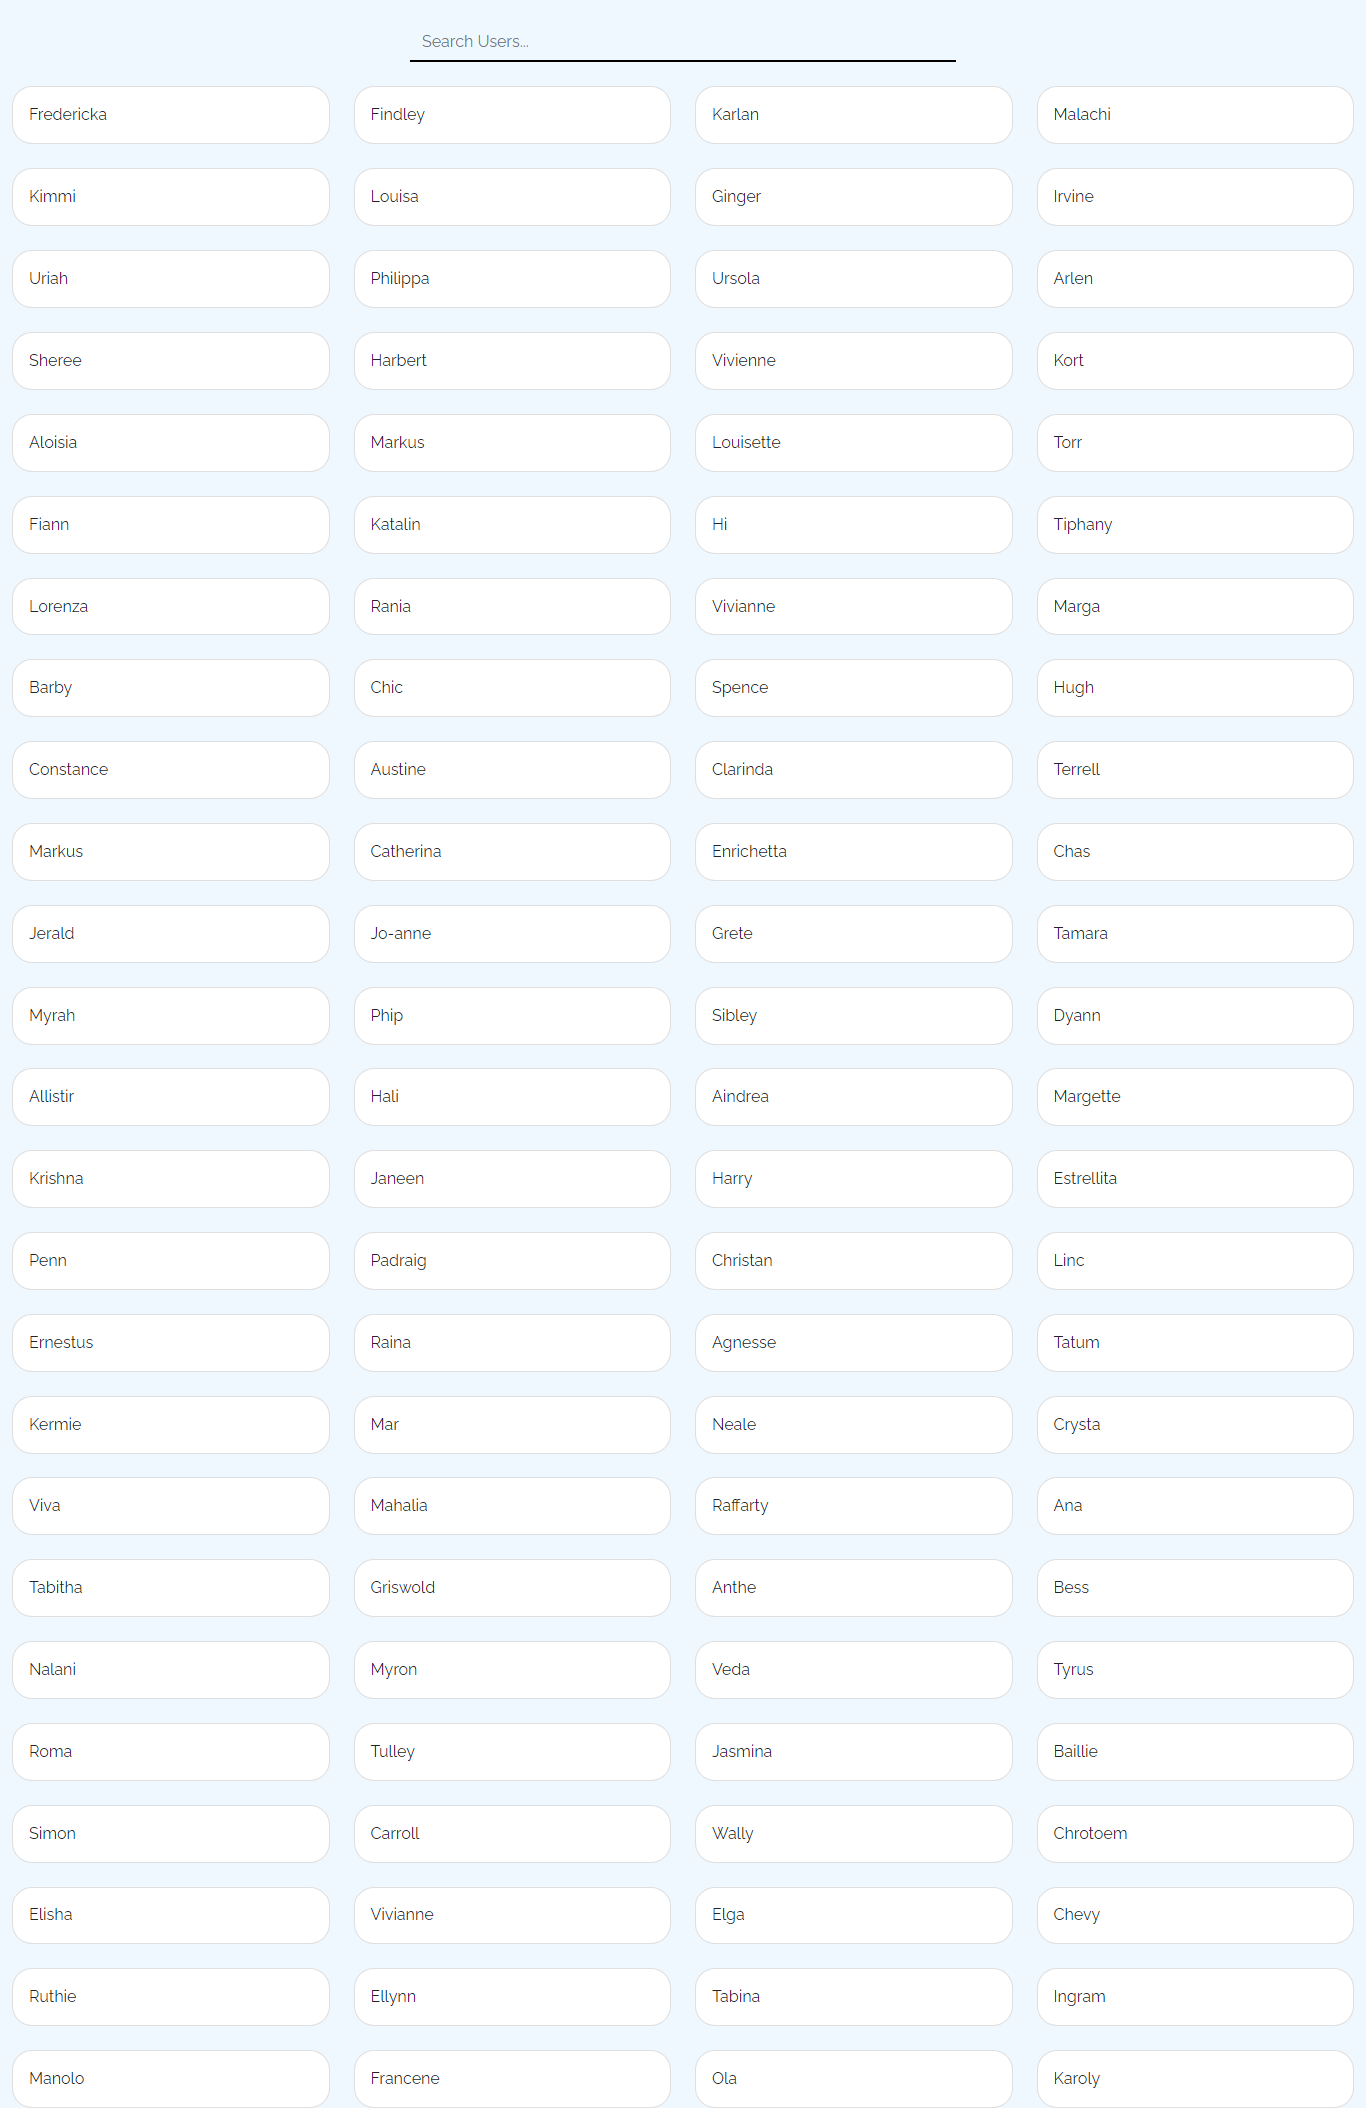 Search Users...
Fredericka
Findley
Karlan
Malachi
Kimmi
Louisa
Ginger
Irvine
Uriah
Philippa
Ursola
Arlen
Sheree
Harbert
Vivienne
Kort
Aloisia
Markus
Louisette
Torr
Fiann
Katalin
Hi
Tiphany
Lorenza
Rania
Vivianne
Marga
Barby
Chic
Spence
Hugh
Constance
Austine
Clarinda
Terrell
Markus
Catherina
Enrichetta
Chas
Jerald
Jo-anne
Grete
Tamara
Myrah
Phip
Sibley
Dyann
Allistir
Hali
Aindrea
Margette
Krishna
Janeen
Harry
Estrellita
Penn
Padraig
Christan
Linc
Ernestus
Raina
Agnesse
Tatum
Kermie
Mar
Neale
Crysta
Viva
Mahalia
Raffarty
Ana
Tabitha
Griswold
Anthe
Bess
Nalani
Myron
Veda
Tyrus
Roma
Tulley
Jasmina
Baillie
Simon
Carroll
Wally
Chrotoem
Elisha
Vivianne
Elga
Chevy
Ruthie
Ellynn
Tabina
Ingram
Manolo
Francene
Ola
Karoly